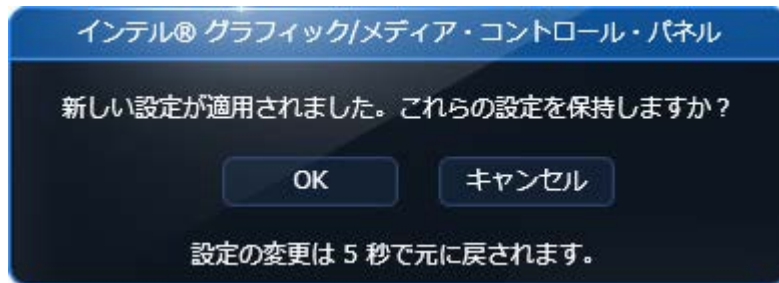 インテル® グラフィック/メディア・コントロール・パネル
新しい設定が適用されました。これらの設定を保持しますか？
OK キャンセル
設定の変更は 5 秒で元に戻されます。